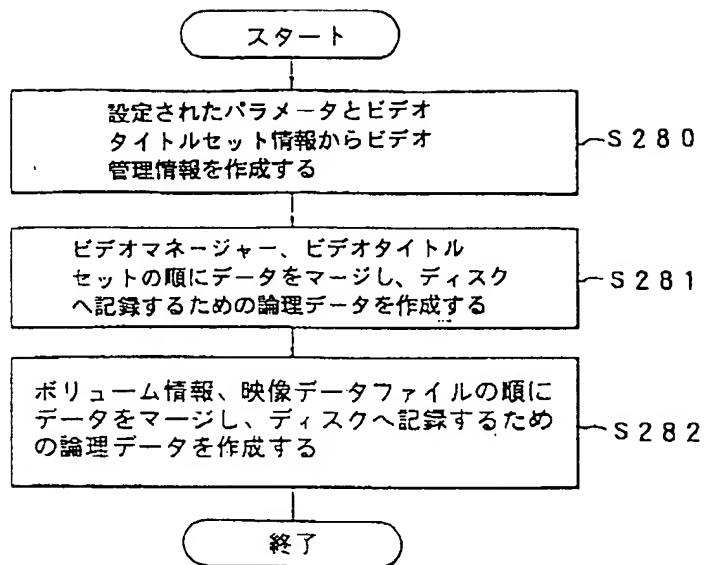 スタート
設定されたパラメータとビデオ
タイトルセット情報からビデオ
管理情報を作成する
S280
ビデオマネージャー、ビデオタイトル
セットの順にデータをマージし、ディスク
へ記録するための論理データを作成する
S281
ボリューム情報、映像データファイルの順に
データをマージし、ディスクへ記録するため
の論理データを作成する
S282
終了